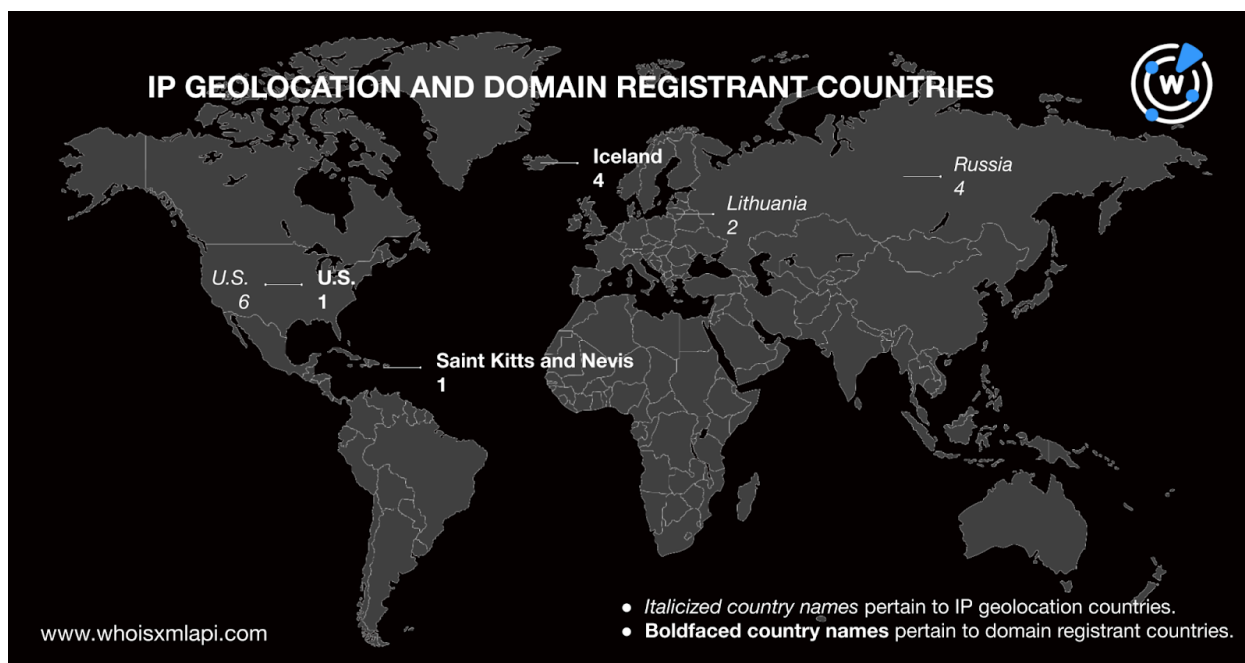 IP GEOLOCATION AND DOMAIN REGISTRANT COUNTRIES
W
Iceland
4
Russia
4
Lithuania
2
U.S.
6
U.S.
1
Saint Kitts and Nevis
1
● Italicized country names pertain to IP geolocation countries.
● Boldfaced country names pertain to domain registrant countries.
www.whoisxmlapi.com